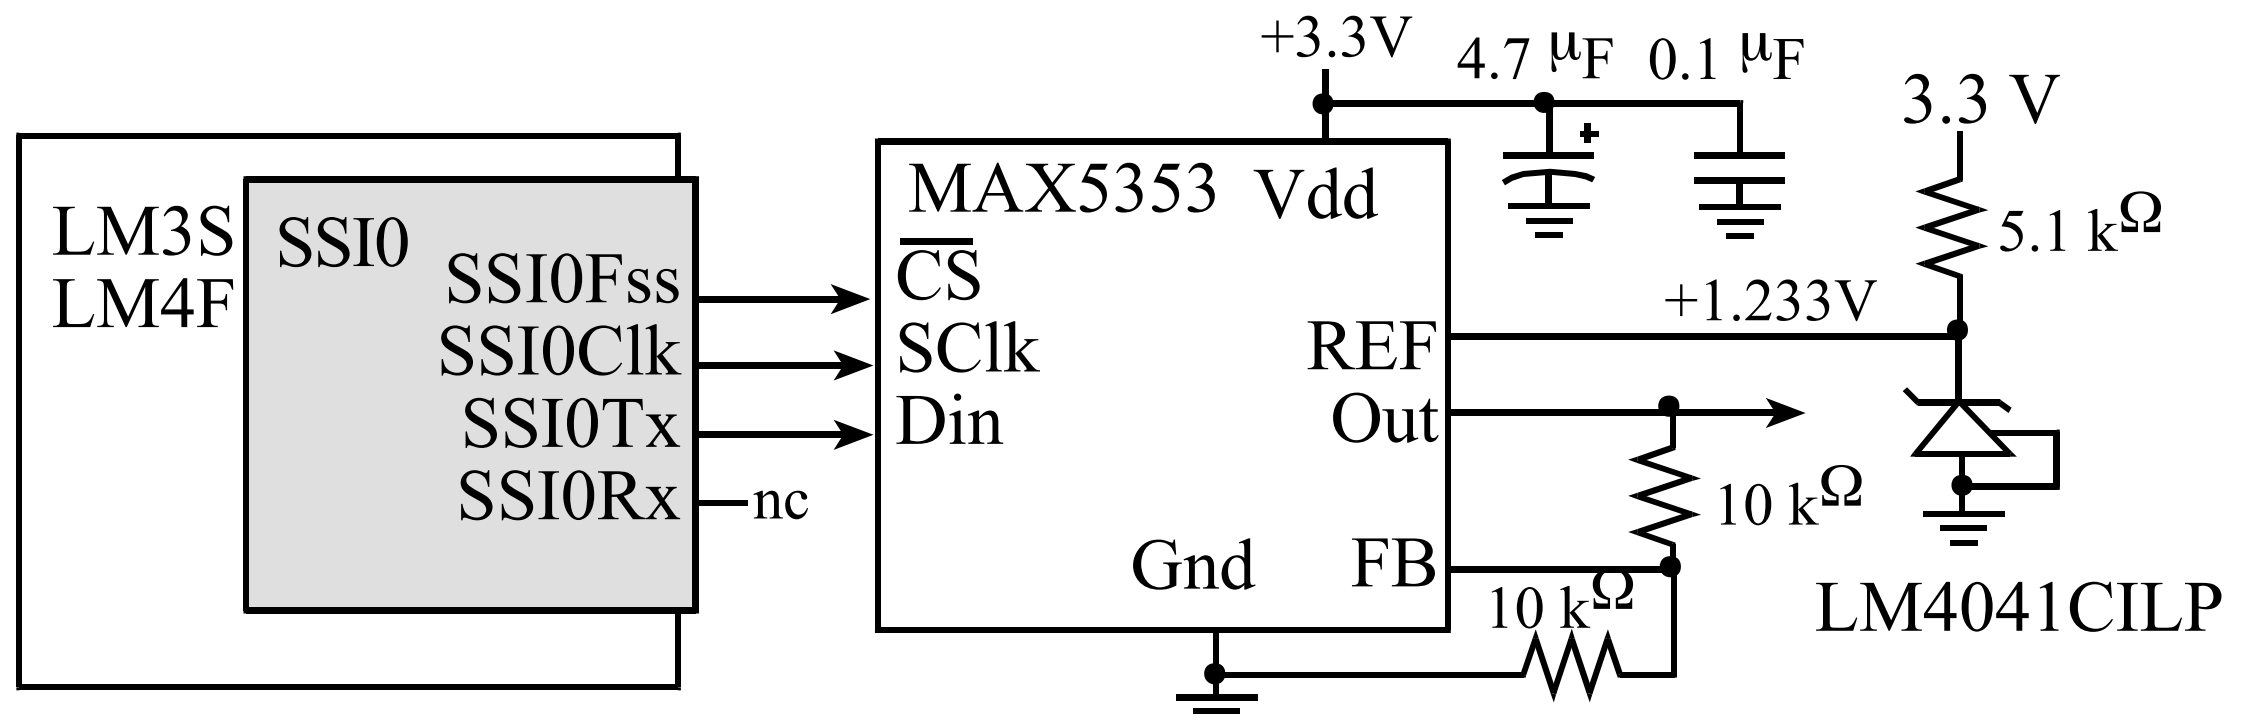 +3.3V
4.7 µF 0.1 µF
3.3 V
LM3S
LM4F
SSI0
SSI0Fss
SSI0Clk
SSI0Tx
SSI0Rx
nc
MAX5353 Vdd
CS
SClk
Din
REF
Out
Gnd FB
+
5.1 kΩ
+1.233V
10 kΩ
10 kΩ
LM4041CILP